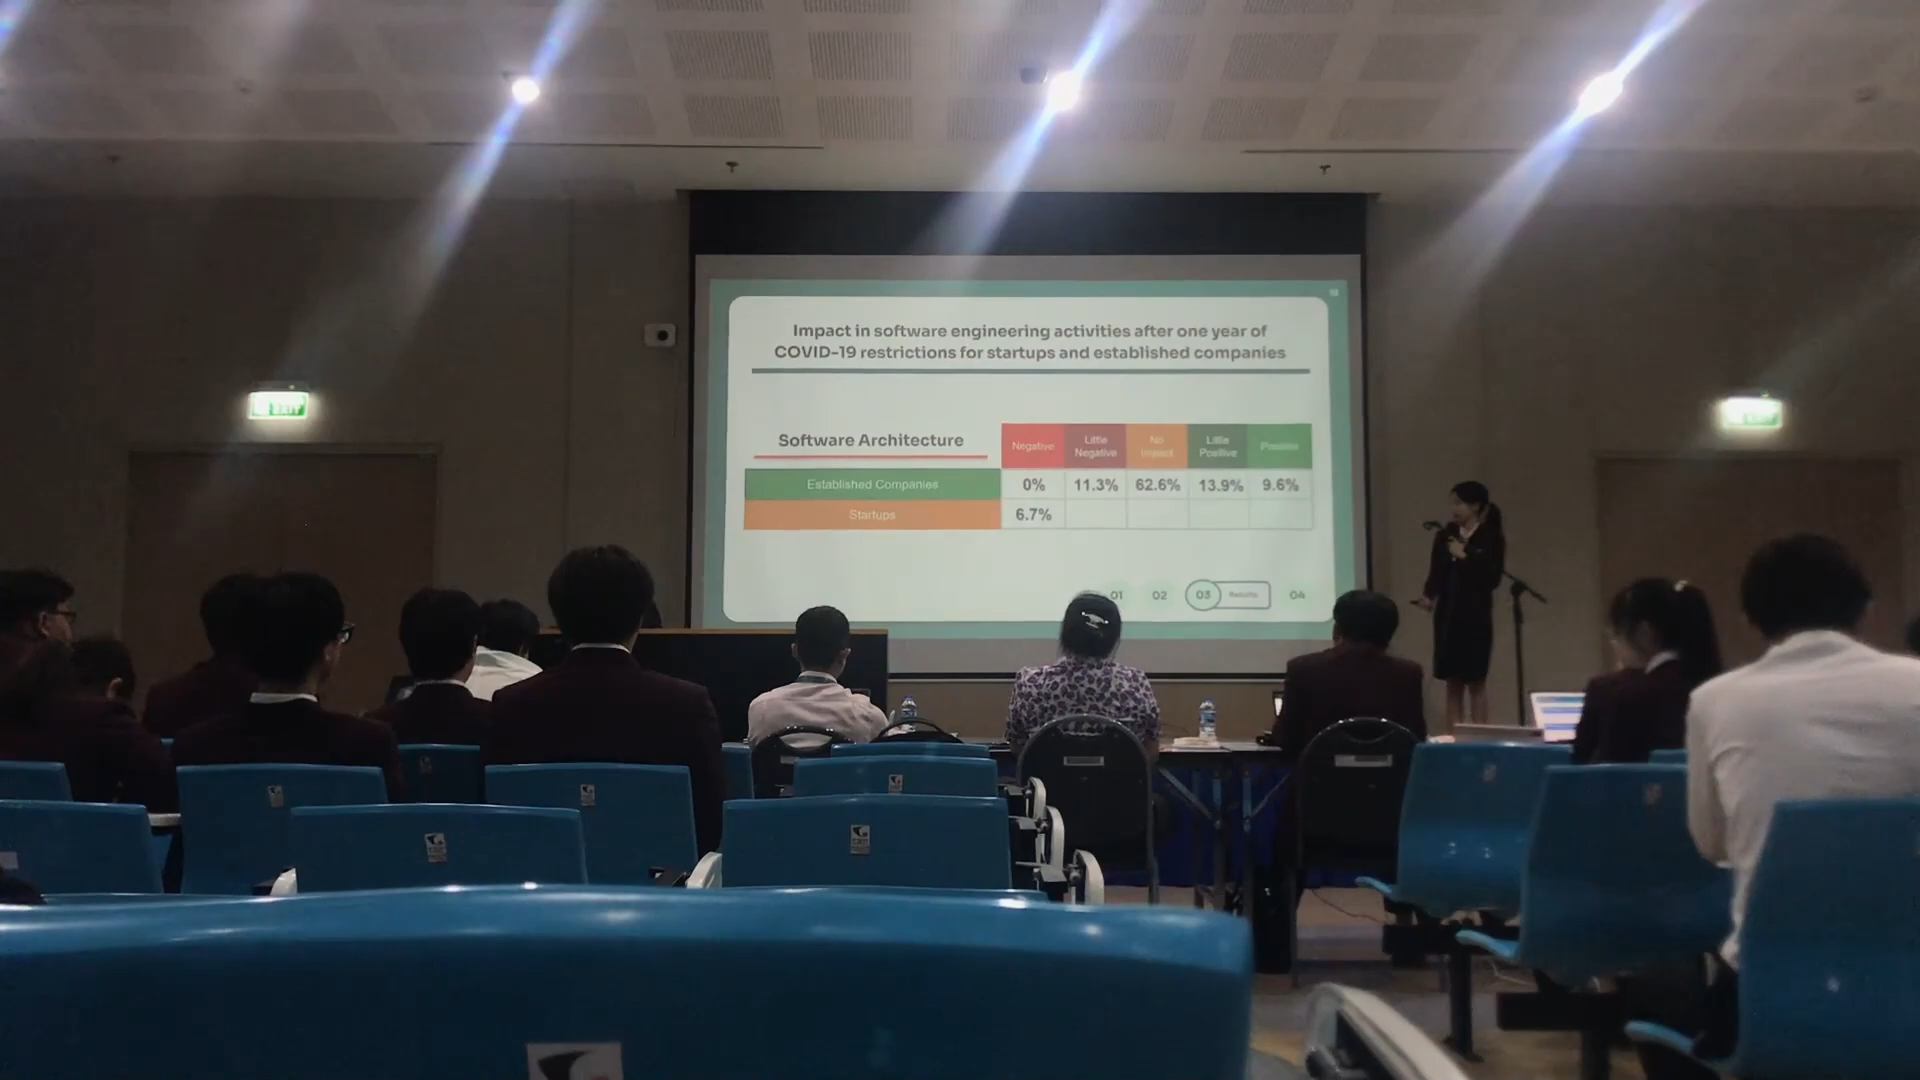 Impact in software engineering activities after one year of
COVID-19 restrictions for startups and established companies
Software Architecture
Negative
Little
Negative
No
Impact
Little
Positive
Positive
Established Companies
0%
11.3%
62.6%
13.9%
9.6%
Startups
6.7%
01
02
03
Results
04
EXIT